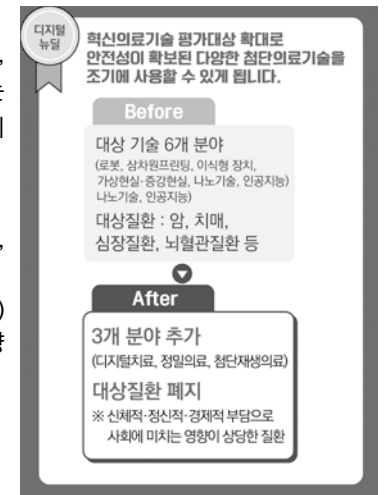 디지털
뉴딜
혁신의료기술 평가대상 확대로
안전성이 확보된 다양한 첨단의료기술을
조기에 사용할 수 있게 됩니다.
Before
대상 기술 6개 분야
(로봇, 삼차원프린팅, 이식형 장치,
가상현실·증강현실, 나노기술, 인공지능)
나노기술, 인공지능)
대상질환 : 암, 치매,
심장질환, 뇌혈관질환 등
After
3개 분야 추가
(디지털치료, 정밀의료, 첨단재생의료)
대상질환 폐지
※ 신체적·정신적·경제적 부담으로
사회에 미치는 영향이 상당한 질환